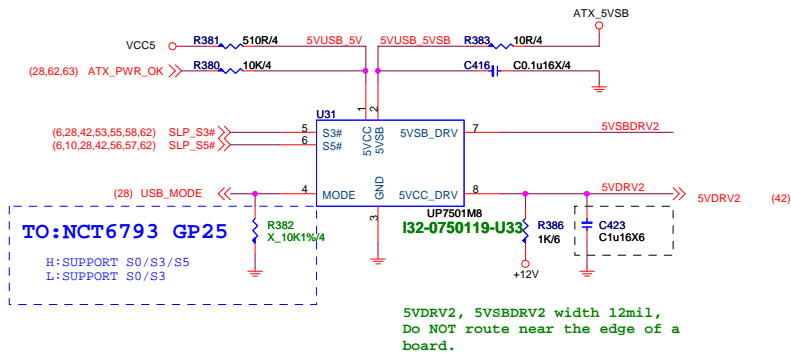 ATX_5VSB
VCC5
R381
510R/4
5VUSB_5V
5VUSB_5VSB
R383
10R/4
(28,62,63) ATX_PWR_OK
R380
10K/4
C416
C0.1u16X/4
U31
1
2
(6,28,42,53,55,58,62) SLP_S3#
5
S3#
5VCC
5VSB
5VSB_DRV
7
5VSBDRV2
(6,10,28,42,56,57,62) SLP_S5#
6
S5#
(28) USB_MODE
4
MODE
GND
5VCC_DRV
8
5VDRV2
5VDRV2 (42)
3
UP7501M8
I32-0750119-U33
R382
X_10K1%/4
R386
1K/6
C423
C1u16X6
+12V
TO:NCT6793 GP25
H:SUPPORT S0/S3/S5
L:SUPPORT S0/S3
5VDRV2, 5VSBDRV2 width 12mil,
Do NOT route near the edge of a
board.